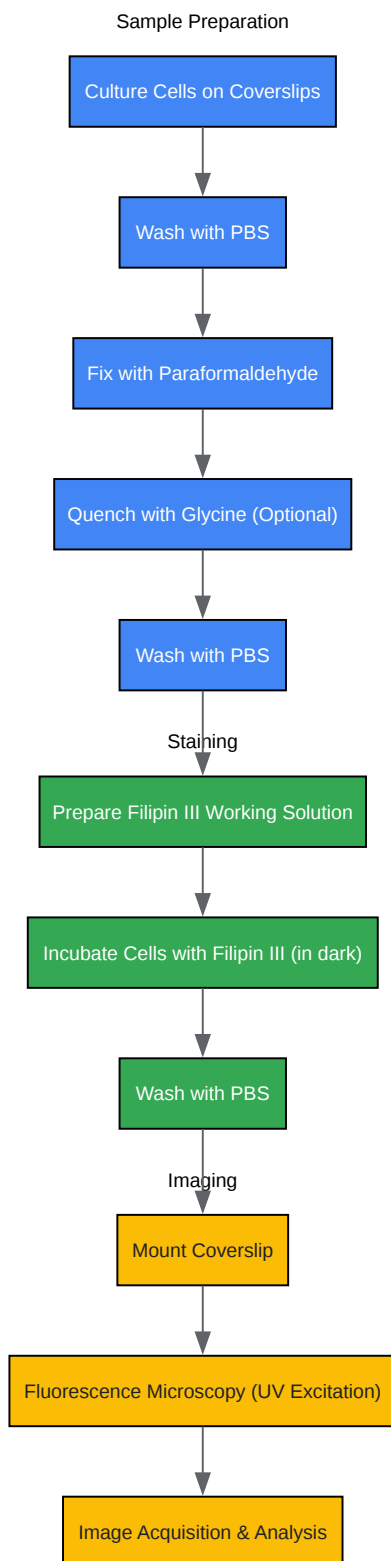 Sample Preparation
Culture Cells on Coverslips
Wash with PBS
Fix with Paraformaldehyde
Quench with Glycine (Optional)
Wash with PBS
Staining
Prepare Filipin III Working Solution
Incubate Cells with Filipin III (in dark)
Wash with PBS
Imaging
Mount Coverslip
Fluorescence Microscopy (UV Excitation)
Image Acquisition & Analysis